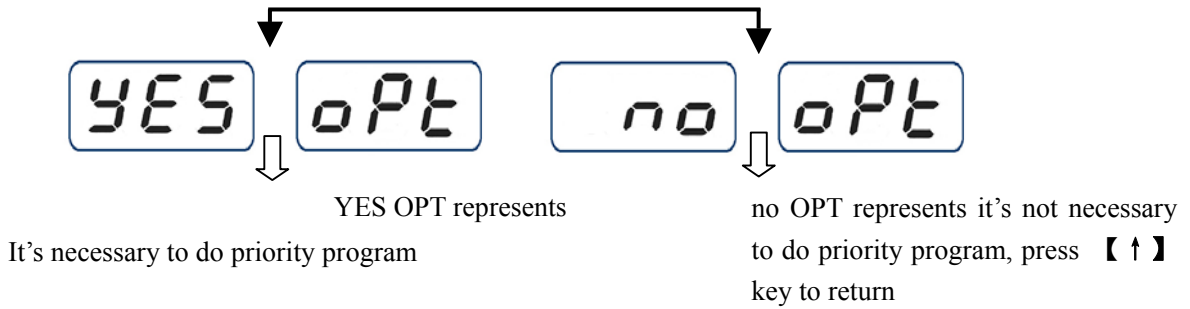 YES oPt no oPt
YES OPT represents
It's necessary to do priority program
no OPT represents it's not necessary
to do priority program, press 【↑】
key to return